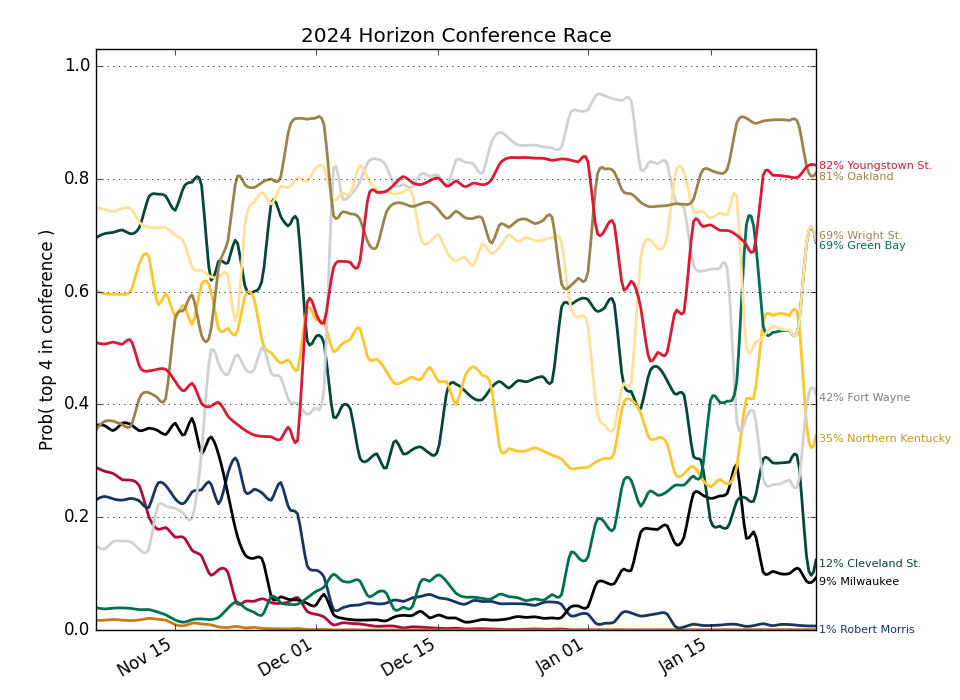 2024 Horizon Conference Race
Prob( top 4 in conference )
1.0
0.8
0.6
0.4
0.2
0.0
Nov 15
Dec 01
Dec 15
Jan 01
Jan 15
82% Youngstown St.
81% Oakland
69% Wright St.
69% Green Bay
42% Fort Wayne
35% Northern Kentucky
12% Cleveland St.
9% Milwaukee
1% Robert Morris